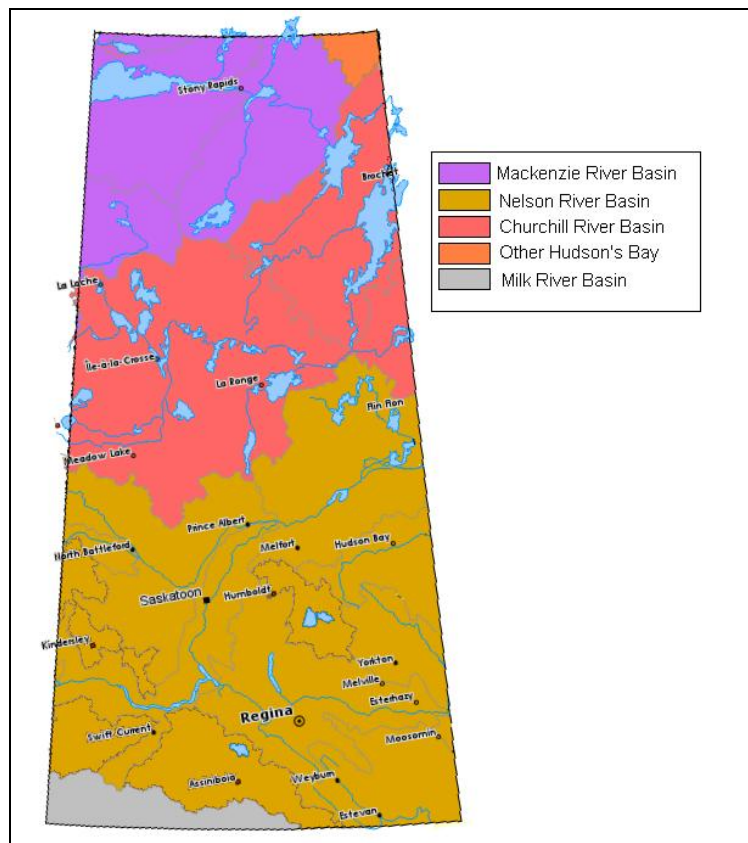 Stony Rapids
Brochet
Mackenzie River Basin
Nelson River Basin
Churchill River Basin
Other Hudson's Bay
Milk River Basin
La Loche
Île-à-la-Crosse
La Ronge
Flin Flon
Meadow Lake
Prince Albert
North Battleford
Melfort
Hudson Bay
Saskatoon
Humboldt
Kindersley
Yorkton
Melville
Esterhazy
Regina
Swift Current
Moosomin
Assiniboia
Weyburn
Estevan